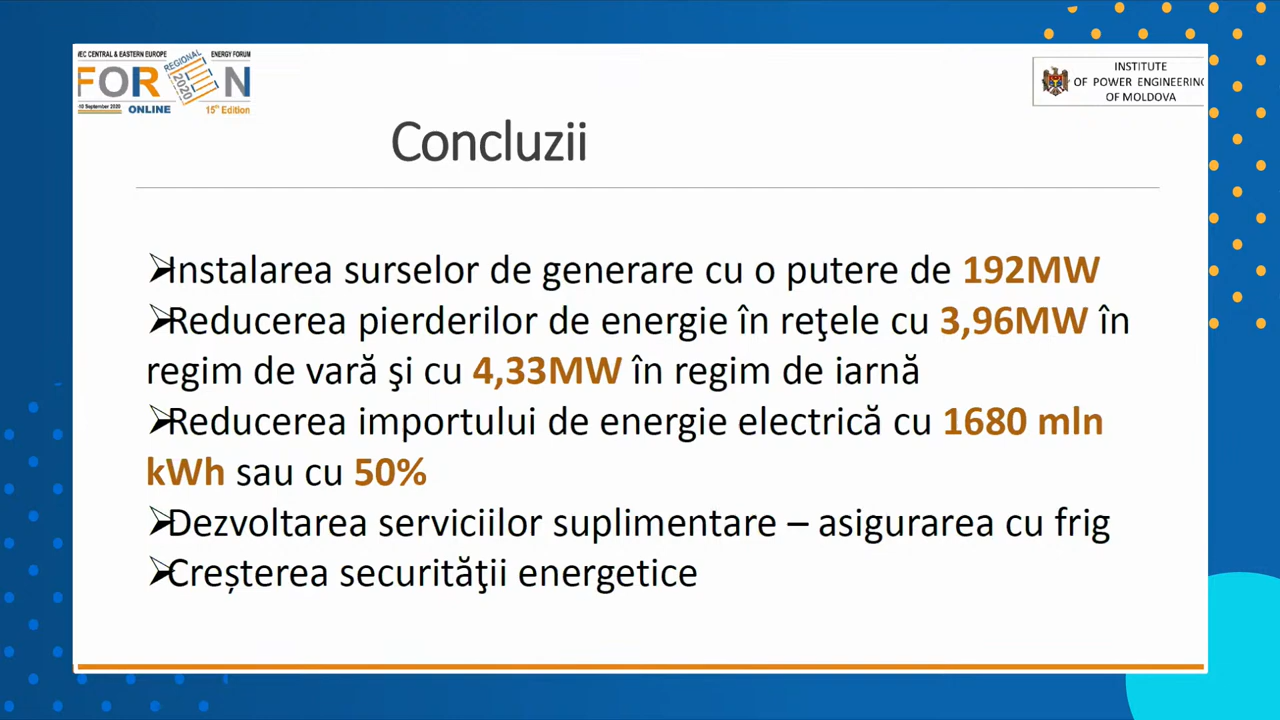 EC CENTRAL & EASTERN EUROPE
ENERGY FORUM
FOREN
REGIONAL
2020
September 2020
ONLINE
15th Edition
INSTITUTE
OF POWER ENGINEERING
OF MOLDOVA
Concluzii
Instalarea surselor de generare cu o putere de 192MW
Reducerea pierderilor de energie în reţele cu 3,96MW în
regim de vară şi cu 4,33MW în regim de iarnă
Reducerea importului de energie electrică cu 1680 mln
kWh sau cu 50%
Dezvoltarea serviciilor suplimentare – asigurarea cu frig
Creșterea securităţii energetice